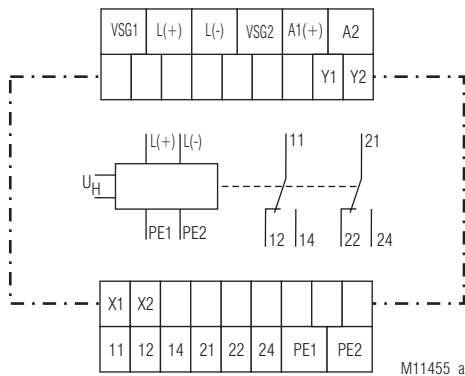 VSG1 L(+) L(-) VSG2 A1(+) A2
Y1 Y2
L(+) L(-) 11 21
UH
PE1 PE2 12 14 22 24
X1 X2
11 12 14 21 22 24 PE1 PE2
M11455_a